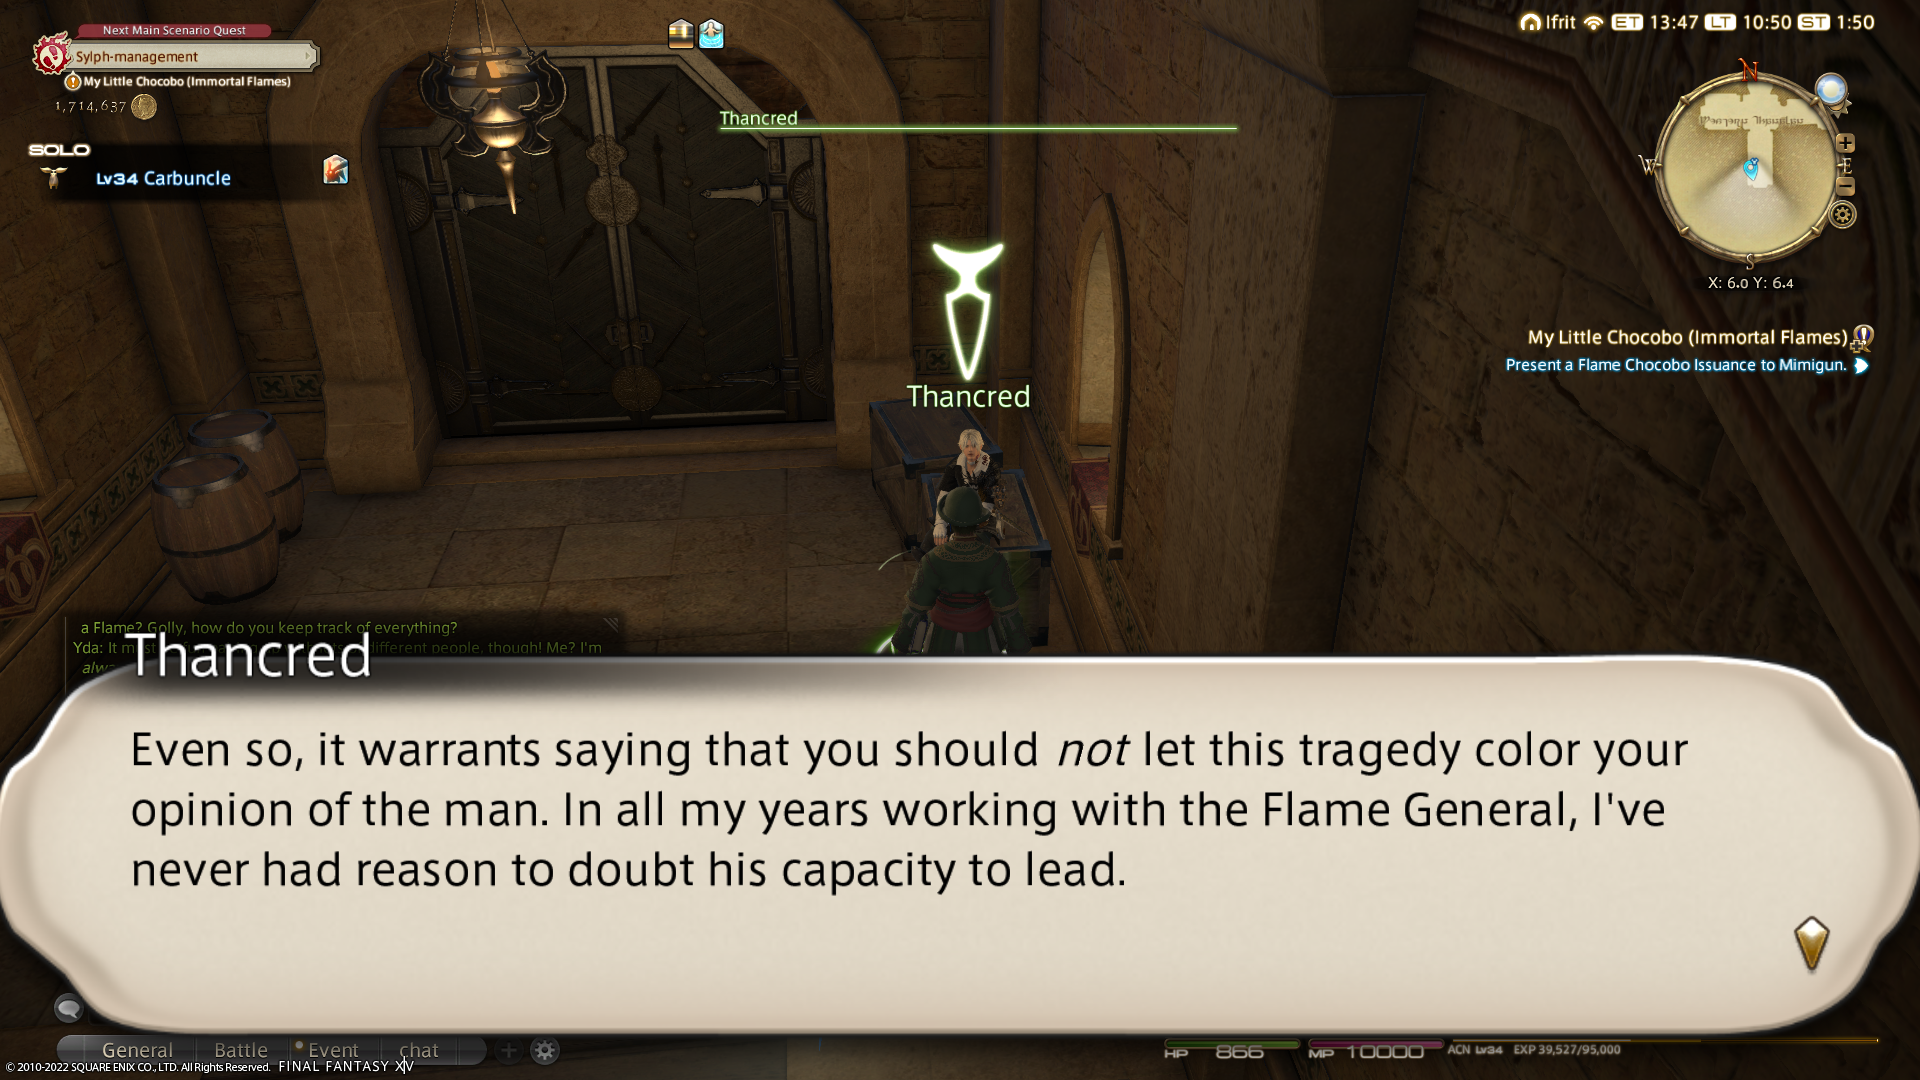 Next Main Scenario Quest
Sylph-management
My Little Chocobo (Immortal Flames)
1,714,637
SOLO
Lv34 Carbuncle
Thancred
Ifrit ET 13:47 LT 10:50 ST 1:50
N
W
E
S
X: 6.0 Y: 6.4
My Little Chocobo (Immortal Flames)
Present a Flame Chocobo Issuance to Mimigun.
Thancred
a Flame? Golly, how do you keep track of everything?
Yda: It different people, though! Me? I'm
Thancred
Even so, it warrants saying that you should not let this tragedy color your
opinion of the man. In all my years working with the Flame General, I've
never had reason to doubt his capacity to lead.
General Battle Event chat
HP 866 MP 10000 ACN Lv34 EXP 39,527/95,000
© 2010-2022 SQUARE ENIX CO., LTD. All Rights Reserved. FINAL FANTASY XIV